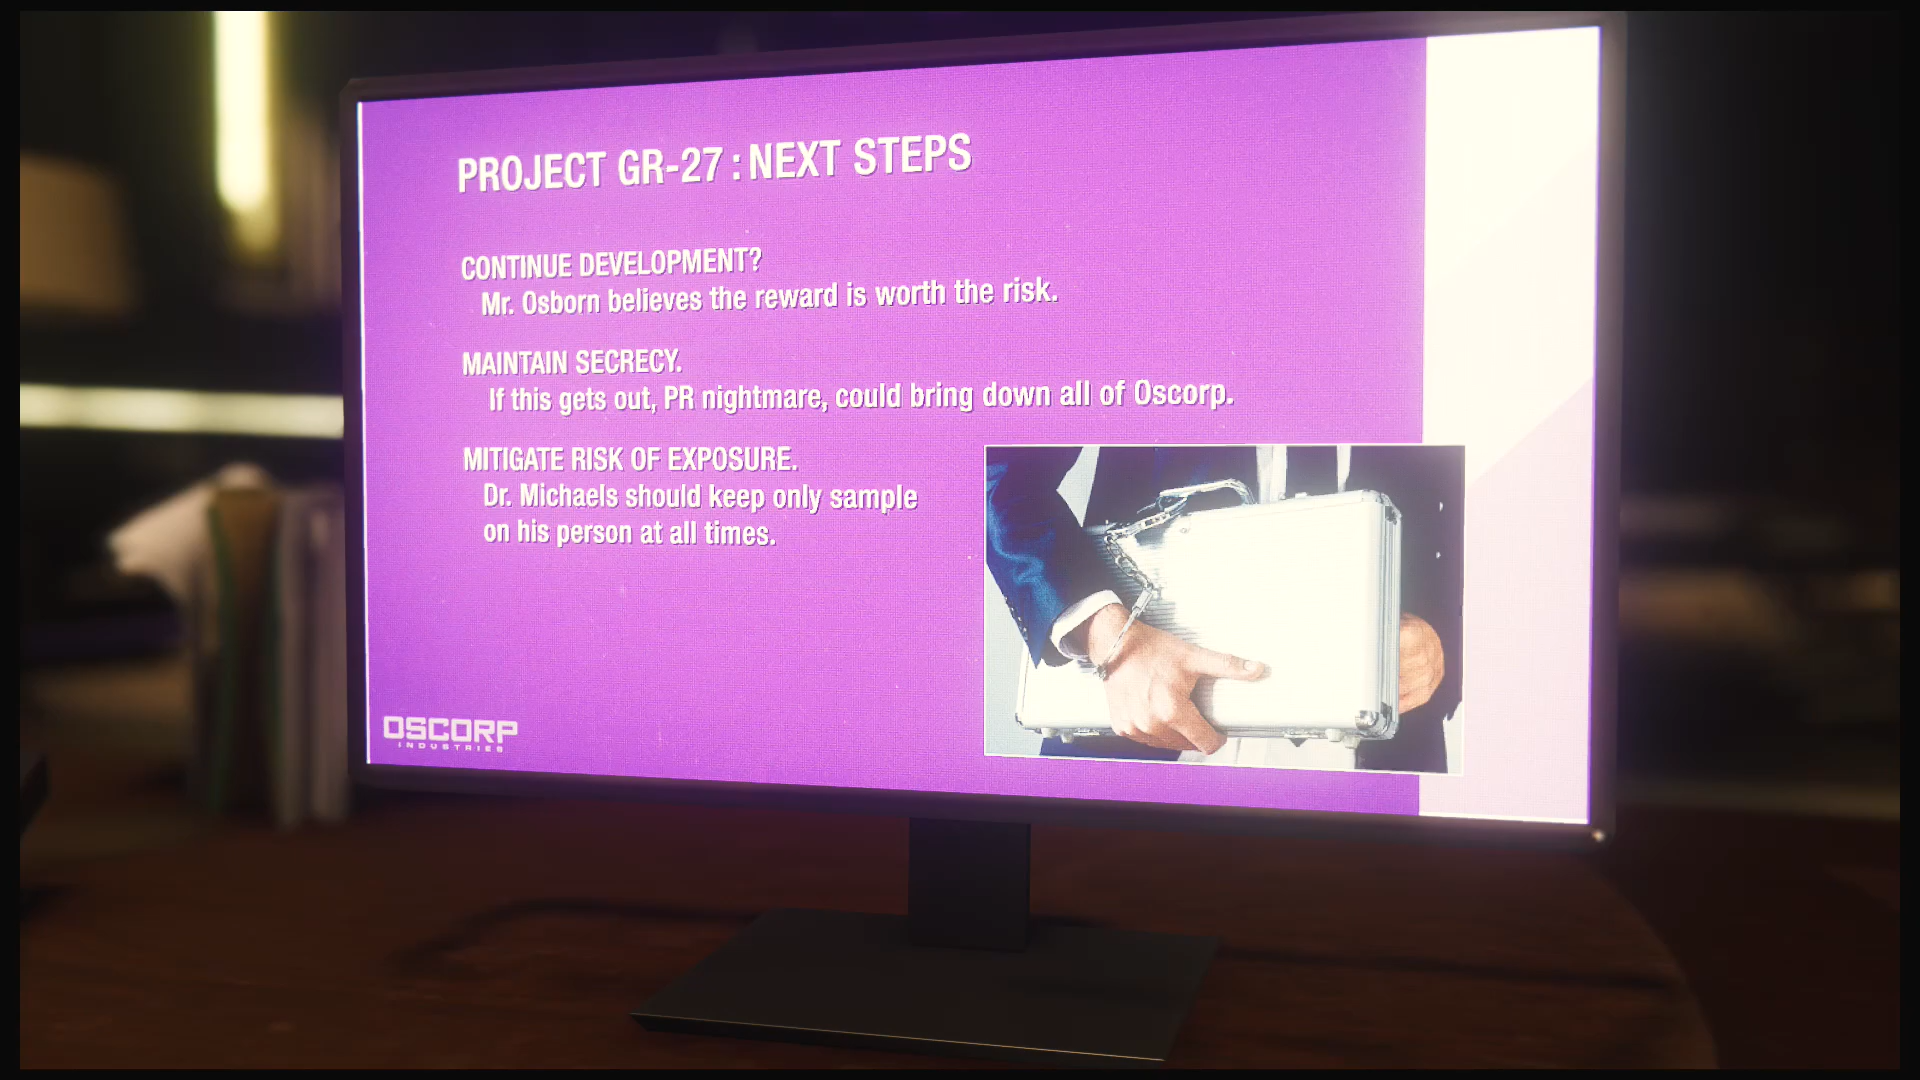 PROJECT GR-27 : NEXT STEPS
CONTINUE DEVELOPMENT?
Mr. Osborn believes the reward is worth the risk.
MAINTAIN SECRECY.
If this gets out, PR nightmare, could bring down all of Oscorp.
MITIGATE RISK OF EXPOSURE.
Dr. Michaels should keep only sample
on his person at all times.
OSCORP
INDUSTRIES